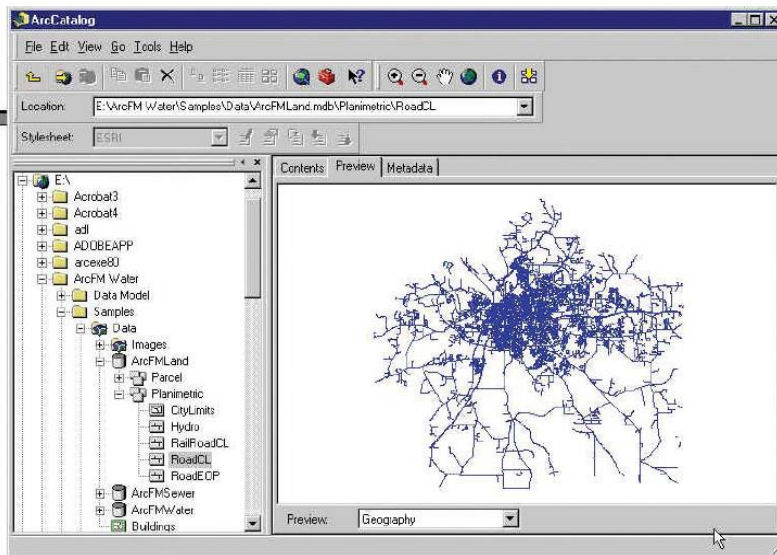 ArcCatalog
File Edit View Go Tools Help
Location: E:\ArcFM Water\Samples\Data\ArcFMLand.mdb\Planimetric\RoadCL
Stylesheet: ESRI
Contents Preview Metadata
E:\
Acrobat3
Acrobat4
adl
ADOBEAPP
arcexe80
ArcFM Water
Data Model
Samples
Data
Images
ArcFMLand
Parcel
Planimetric
CityLimits
Hydro
RailRoadCL
RoadCL
RoadEOP
ArcFMSewer
ArcFMWater
Buildings
Preview: Geography